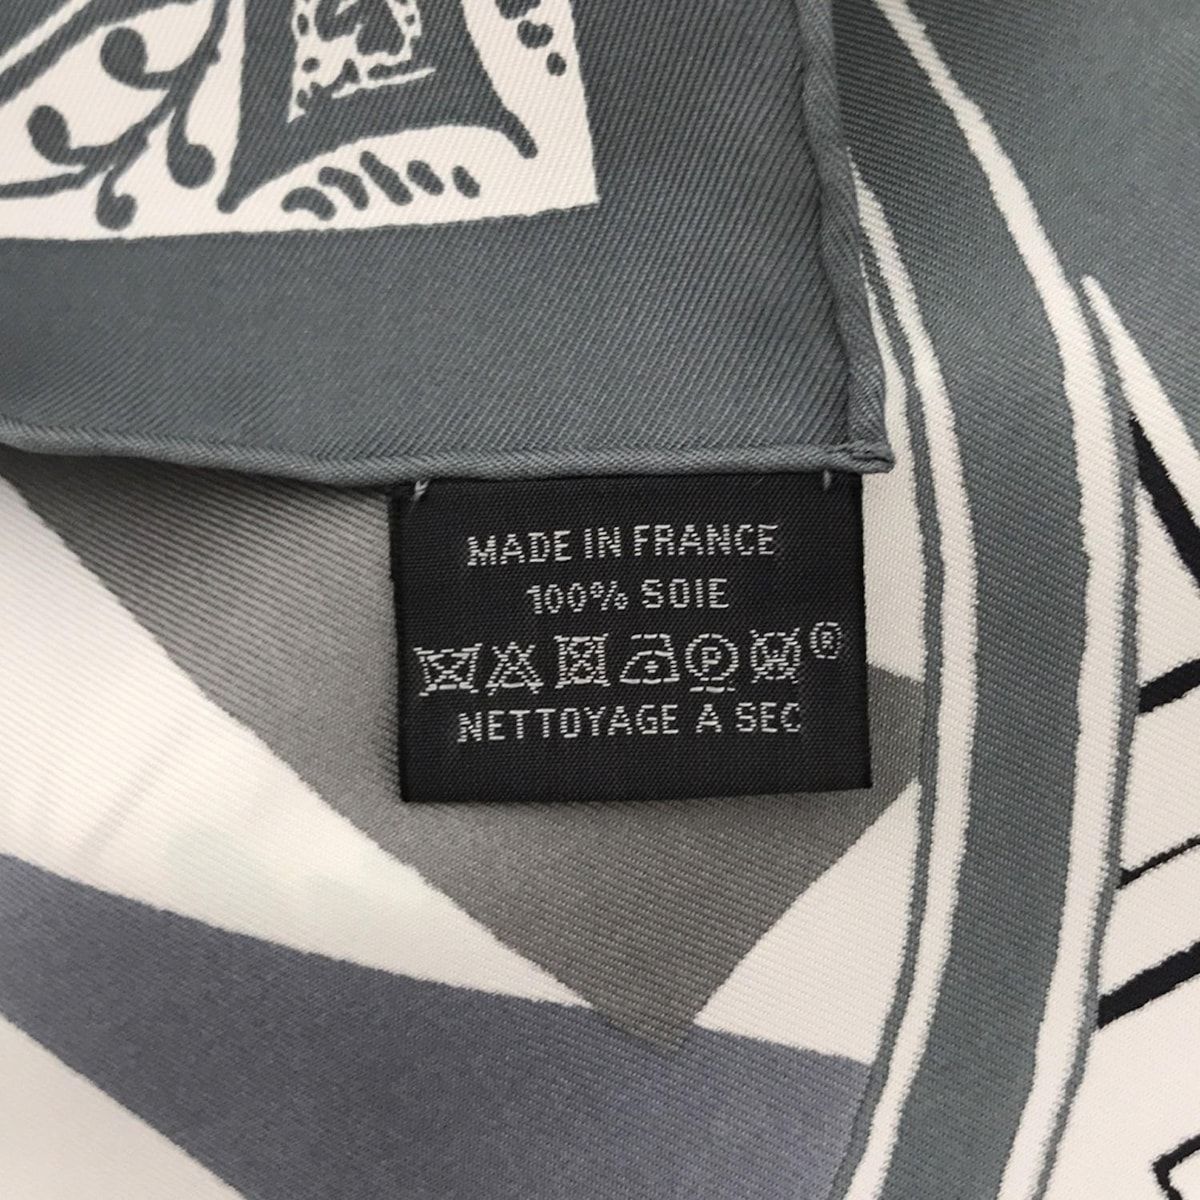 MADE IN FRANCE
100% SOIE
P W ®
NETTOYAGE A SEC